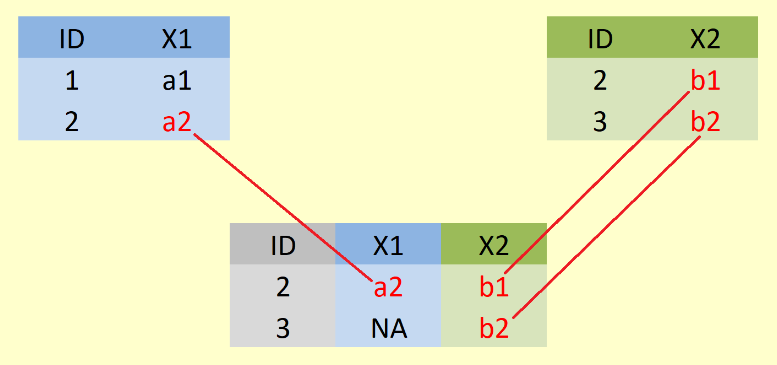 ID X1
1 a1
2 a2
ID X2
2 b1
3 b2
ID X1 X2
2 a2 b1
3 NA b2